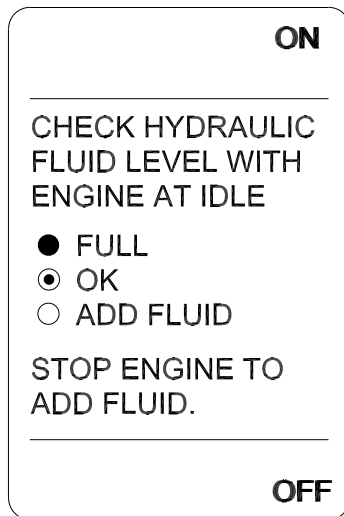 ON
CHECK HYDRAULIC
FLUID LEVEL WITH
ENGINE AT IDLE
FULL
OK
ADD FLUID
STOP ENGINE TO
ADD FLUID.
OFF